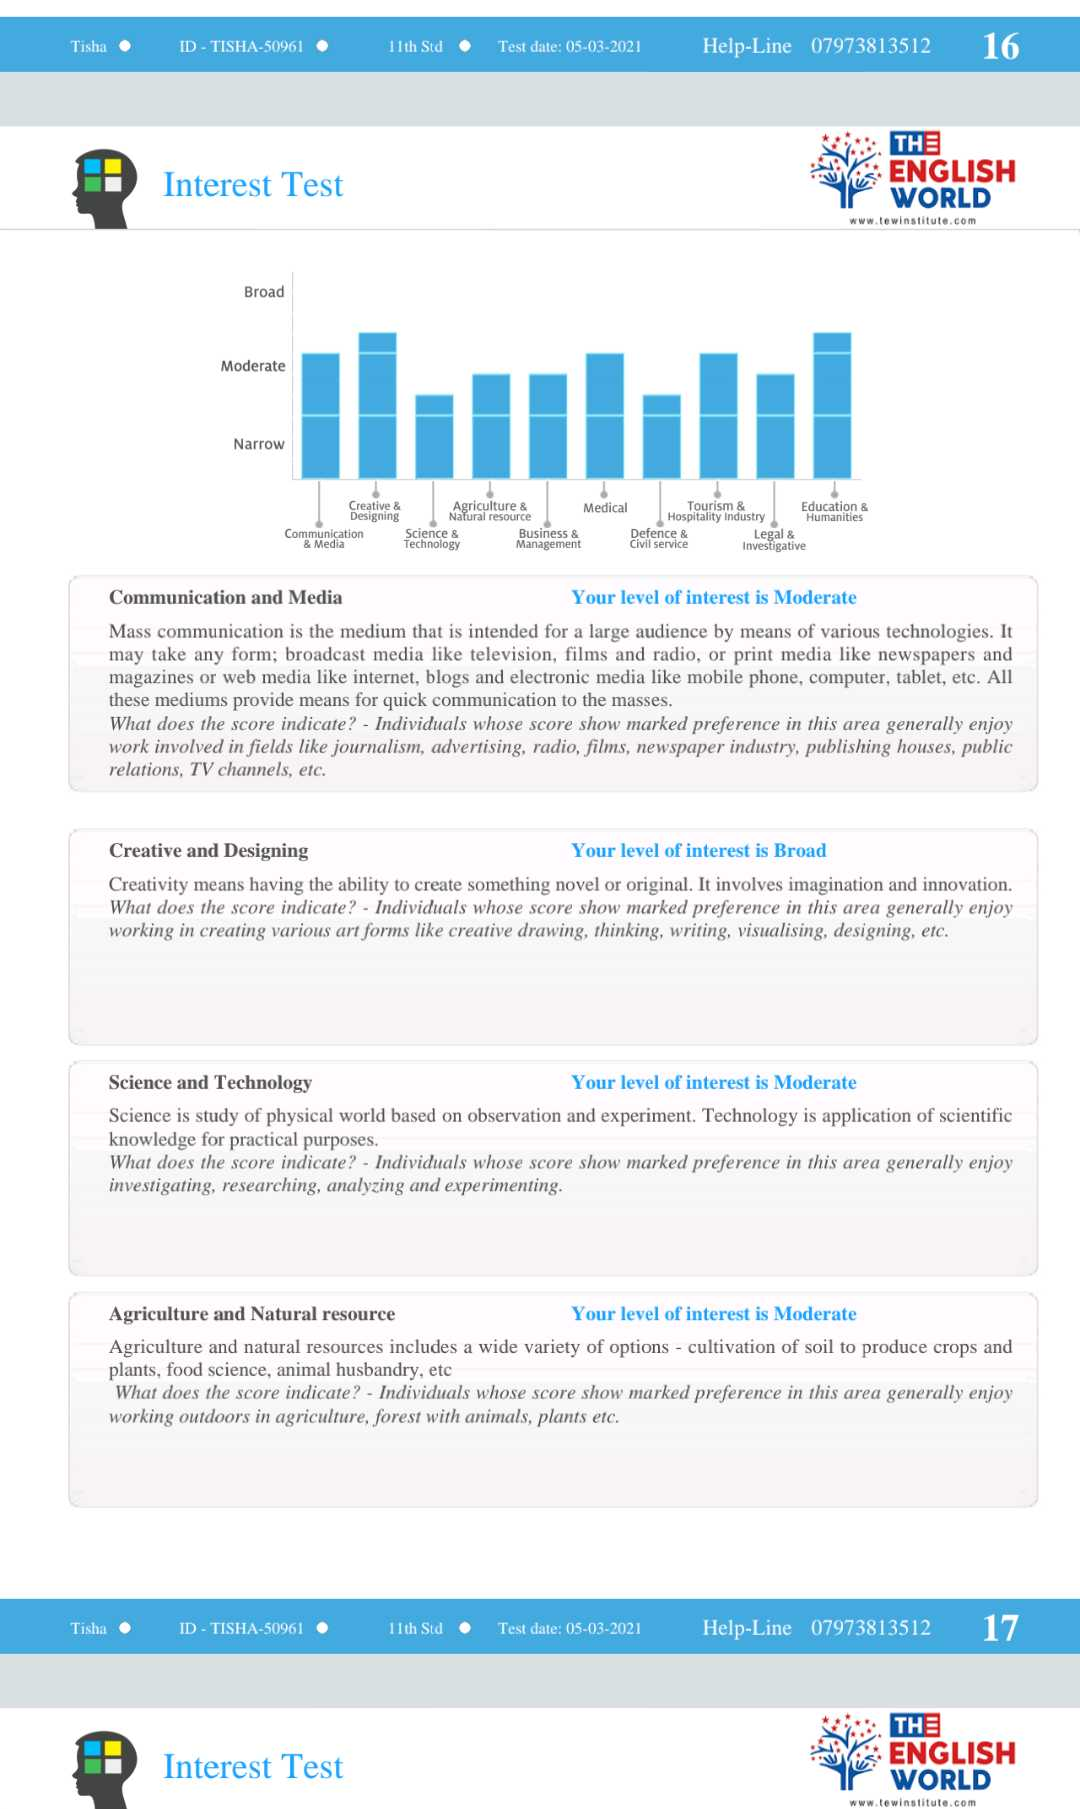 Tisha ID - TISHA-50961 11th Std Test date: 05-03-2021 Help-Line 07973813512 16
Interest Test
THE
ENGLISH
WORLD
www.tewinstitute.com
Broad
Moderate
Narrow
Communication
& Media
Creative &
Designing
Science &
Technology
Agriculture &
Natural resource
Business &
Management
Medical
Defence &
Civil service
Tourism &
Hospitality Industry
Legal &
Investigative
Education &
Humanities
Communication and Media Your level of interest is Moderate
Mass communication is the medium that is intended for a large audience by means of various technologies. It
may take any form; broadcast media like television, films and radio, or print media like newspapers and
magazines or web media like internet, blogs and electronic media like mobile phone, computer, tablet, etc. All
these mediums provide means for quick communication to the masses.
What does the score indicate? - Individuals whose score show marked preference in this area generally enjoy
work involved in fields like journalism, advertising, radio, films, newspaper industry, publishing houses, public
relations, TV channels, etc.
Creative and Designing Your level of interest is Broad
Creativity means having the ability to create something novel or original. It involves imagination and innovation.
What does the score indicate? - Individuals whose score show marked preference in this area generally enjoy
working in creating various art forms like creative drawing, thinking, writing, visualising, designing, etc.
Science and Technology Your level of interest is Moderate
Science is study of physical world based on observation and experiment. Technology is application of scientific
knowledge for practical purposes.
What does the score indicate? - Individuals whose score show marked preference in this area generally enjoy
investigating, researching, analyzing and experimenting.
Agriculture and Natural resource Your level of interest is Moderate
Agriculture and natural resources includes a wide variety of options - cultivation of soil to produce crops and
plants, food science, animal husbandry, etc
What does the score indicate? - Individuals whose score show marked preference in this area generally enjoy
working outdoors in agriculture, forest with animals, plants etc.
Tisha ID - TISHA-50961 11th Std Test date: 05-03-2021 Help-Line 07973813512 17
Interest Test
THE
ENGLISH
WORLD
www.tewinstitute.com